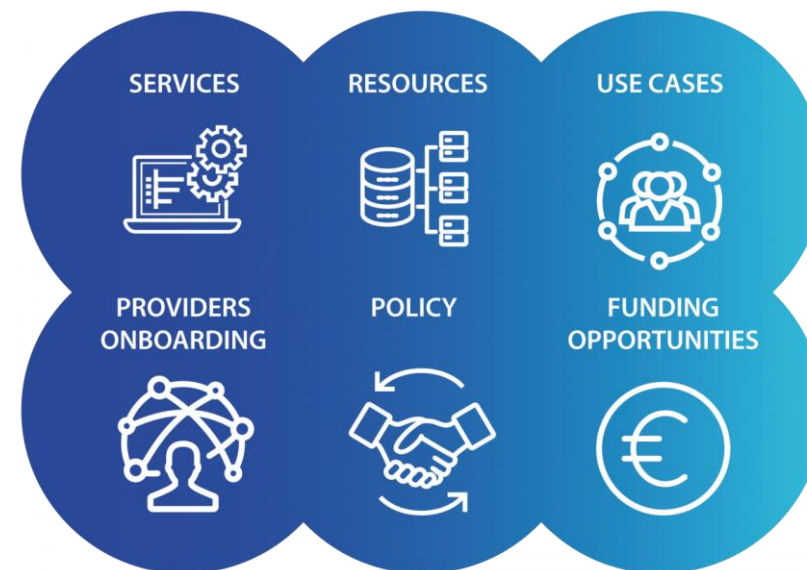 SERVICES
RESOURCES
USE CASES
PROVIDERS
ONBOARDING
POLICY
FUNDING
OPPORTUNITIES